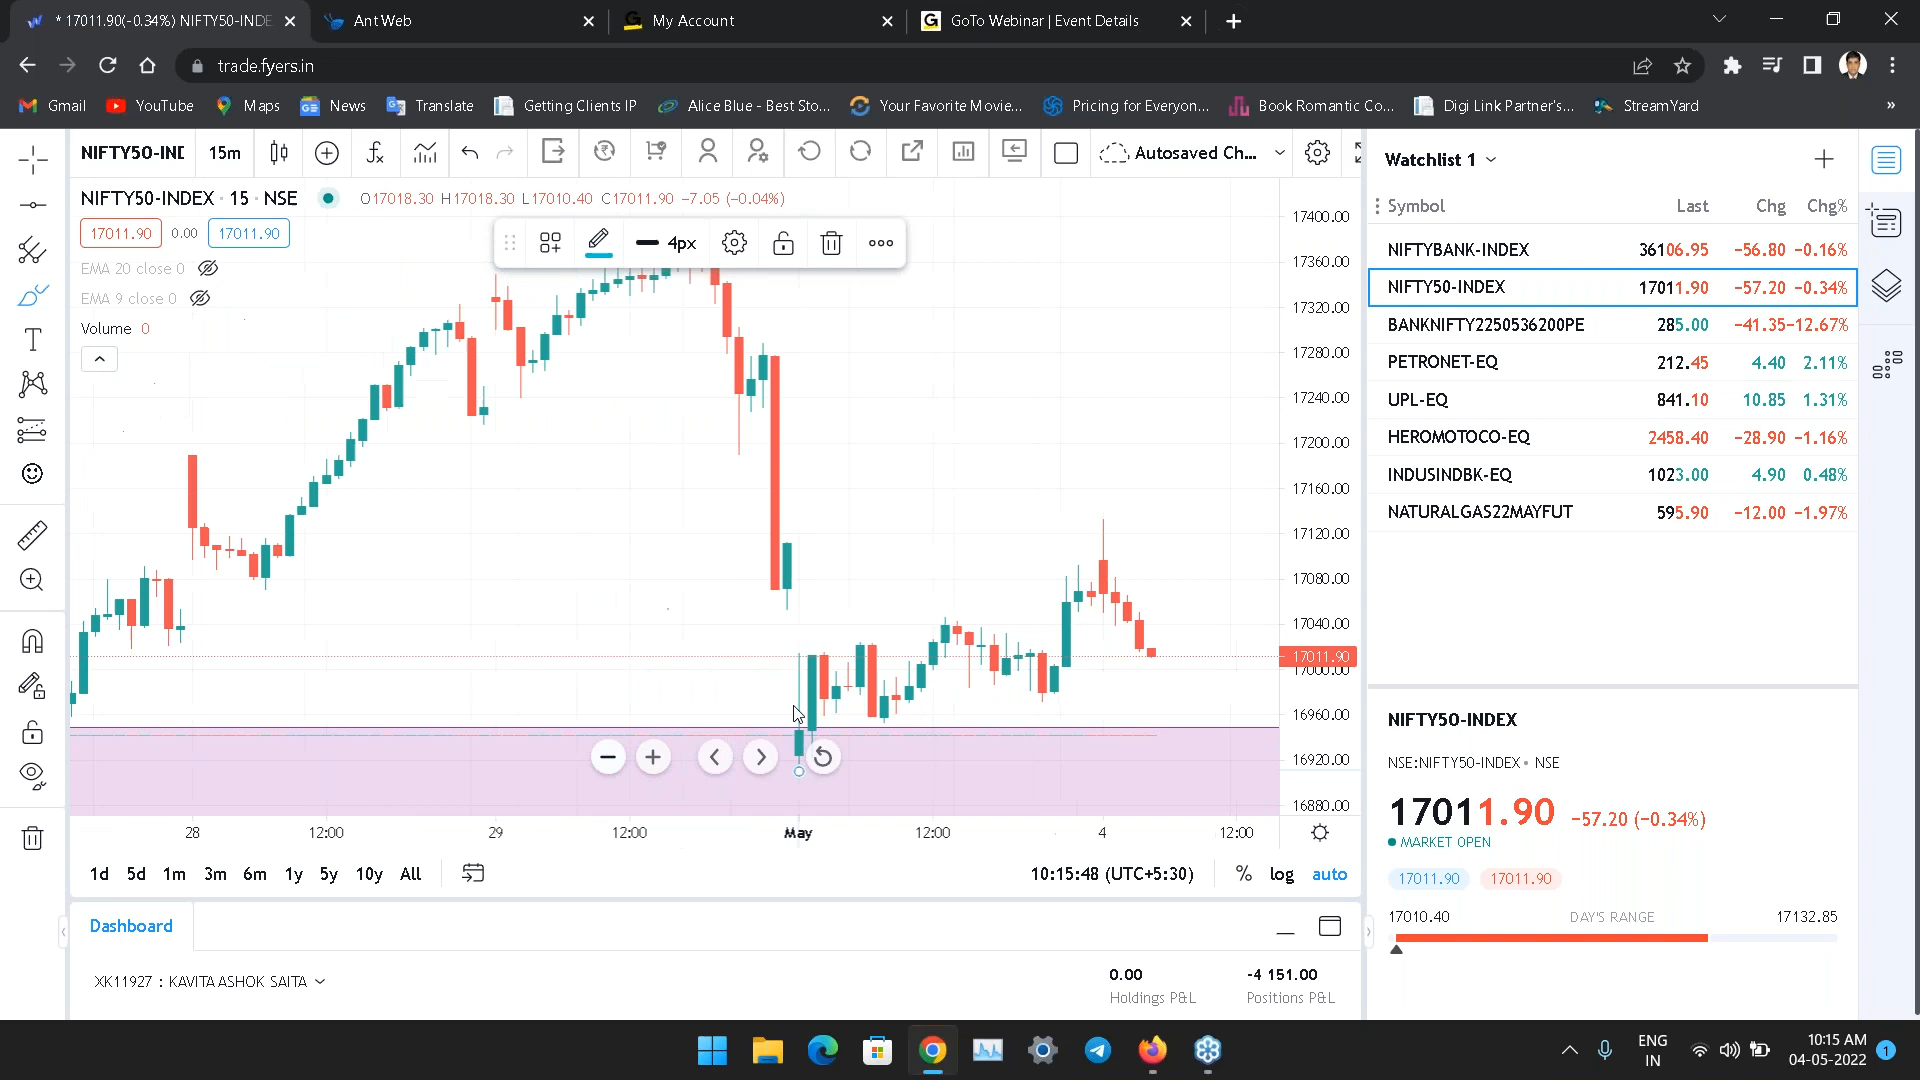 * 17011.90(-0.34%) NIFTY50-INDE
Ant Web
My Account
GoTo Webinar | Event Details
trade.fyers.in
Gmail
YouTube
Maps
News
Translate
Getting Clients IP
Alice Blue - Best Sto...
Your Favorite Movie...
Pricing for Everyon...
Book Romantic Co...
Digi Link Partner's...
StreamYard
»
NIFTY50-INDE
15m
Autosaved Ch...
NIFTY50-INDEX · 15 · NSE
O17018.30 H17018.30 L17010.40 C17011.90 −7.05 (−0.04%)
17011.90 0.00 17011.90
EMA 20 close 0
EMA 9 close 0
Volume 0
4px
17400.00
17360.00
17320.00
17280.00
17240.00
17200.00
17160.00
17120.00
17080.00
17040.00
17011.90
17000.00
16960.00
16920.00
16880.00
28 12:00 29 12:00 May 12:00 4 12:00
1d 5d 1m 3m 6m 1y 5y 10y All
10:15:48 (UTC+5:30) % log auto
Dashboard
XK11927 : KAVITA ASHOK SAITA
0.00
Holdings P&L
-4 151.00
Positions P&L
Watchlist 1
Symbol Last Chg Chg%
NIFTYBANK-INDEX 36106.95 −56.80 −0.16%
NIFTY50-INDEX 17011.90 −57.20 −0.34%
BANKNIFTY2250536200PE 285.00 −41.35 −12.67%
PETRONET-EQ 212.45 4.40 2.11%
UPL-EQ 841.10 10.85 1.31%
HEROMOTOCO-EQ 2458.40 −28.90 −1.16%
INDUSINDBK-EQ 1023.00 4.90 0.48%
NATURALGAS22MAYFUT 595.90 −12.00 −1.97%
NIFTY50-INDEX
NSE:NIFTY50-INDEX • NSE
17011.90 −57.20 (−0.34%)
MARKET OPEN
17011.90 17011.90
17010.40 DAY'S RANGE 17132.85
ENG
IN
10:15 AM
04-05-2022
1